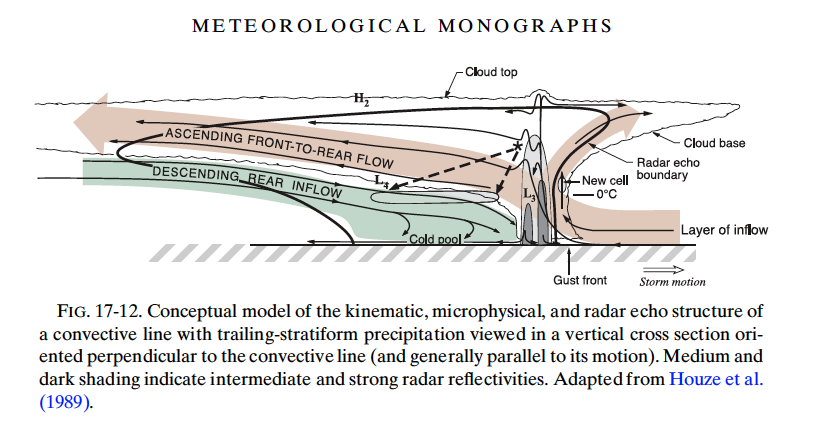 METEOROLOGICAL MONOGRAPHS
Cloud top
H2
ASCENDING FRONT-TO-REAR FLOW
Cloud base
Radar echo
boundary
DESCENDING REAR INFLOW
L4
New cell
0°C
L3
Layer of inflow
Cold pool
Gust front
Storm motion
FIG. 17-12. Conceptual model of the kinematic, microphysical, and radar echo structure of
a convective line with trailing-stratiform precipitation viewed in a vertical cross section ori-
ented perpendicular to the convective line (and generally parallel to its motion). Medium and
dark shading indicate intermediate and strong radar reflectivities. Adapted from Houze et al.
(1989).